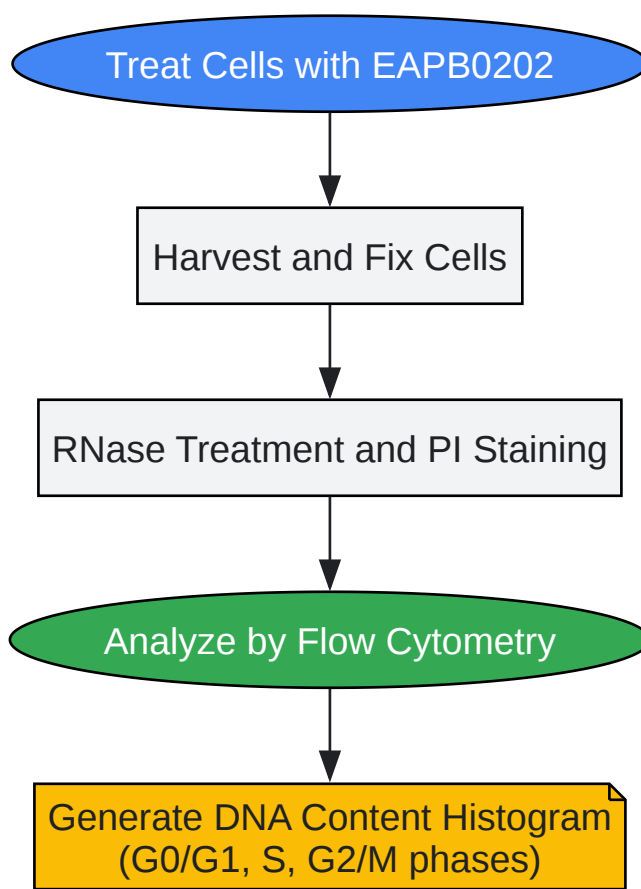 Treat Cells with EAPB0202
Harvest and Fix Cells
RNase Treatment and PI Staining
Analyze by Flow Cytometry
Generate DNA Content Histogram
(G0/G1, S, G2/M phases)